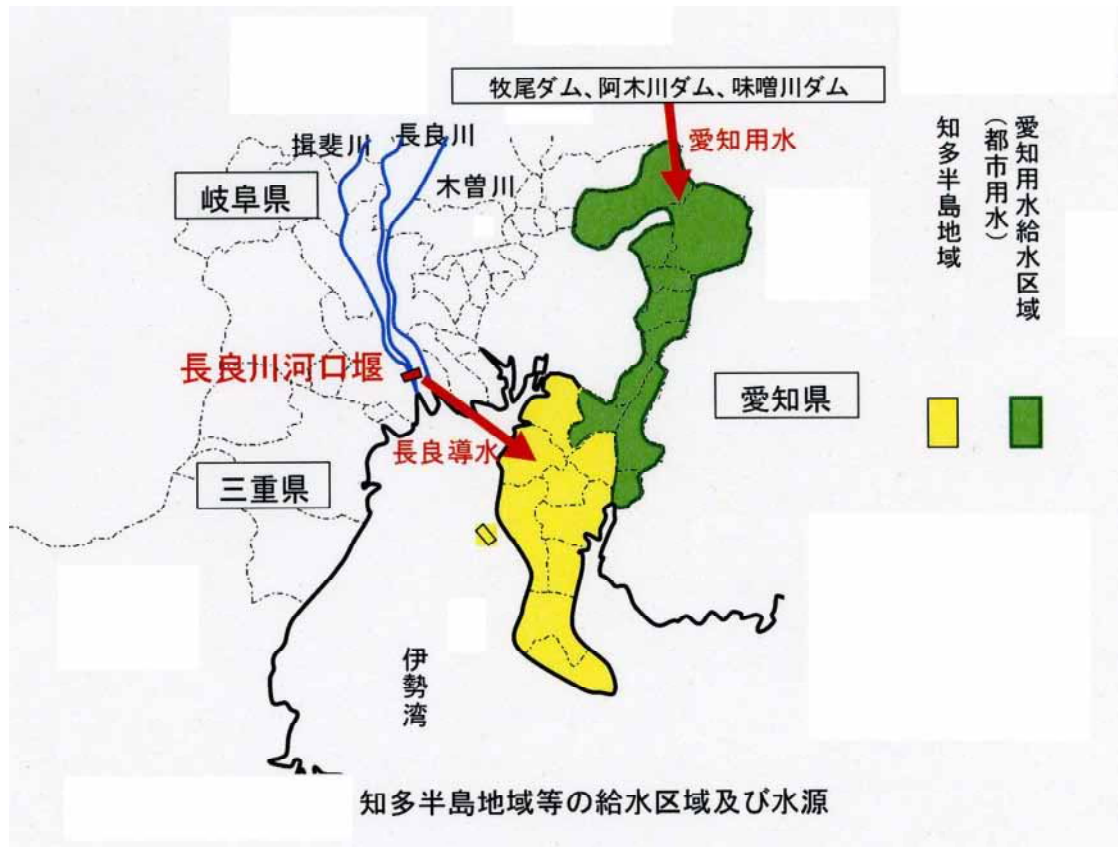 牧尾ダム、阿木川ダム、味噌川ダム
愛知用水
揖斐川
長良川
木曽川
岐阜県
長良川河口堰
長良導水
三重県
愛知県
伊勢湾
愛知用水給水区域
（都市用水）
知多半島地域
知多半島地域等の給水区域及び水源